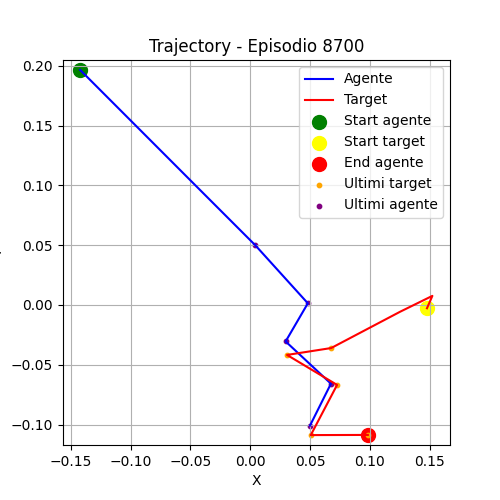 Trajectory - Episodio 8700
Agente
Target
Start agente
Start target
End agente
Ultimi target
Ultimi agente
0.20
0.15
0.10
0.05
0.00
−0.05
−0.10
−0.15
−0.10
−0.05
0.00
0.05
0.10
0.15
X